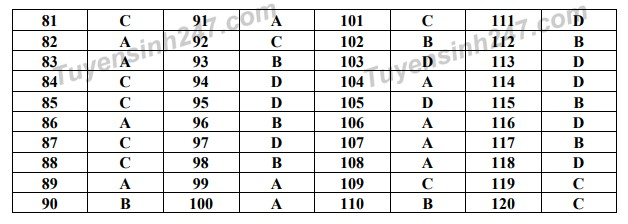 81 C 91 A 101 C 111 D
82 A 92 C 102 B 112 B
83 A 93 B 103 D 113 D
84 C 94 D 104 A 114 D
85 C 95 D 105 D 115 B
86 A 96 B 106 A 116 D
87 C 97 D 107 A 117 B
88 C 98 B 108 A 118 D
89 A 99 A 109 C 119 C
90 B 100 A 110 B 120 C
Tuyensinh247.com
Tuyensinh247.com